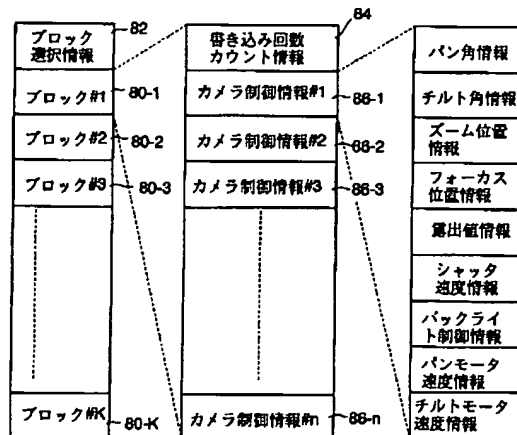 ブロック
選択情報
82
ブロック#1
80-1
ブロック#2
80-2
ブロック#3
80-3
ブロック#K
80-K
書き込み回数
カウント情報
84
カメラ制御情報#1
86-1
カメラ制御情報#2
86-2
カメラ制御情報#3
86-3
カメラ制御情報#n
86-n
パン角情報
チルト角情報
ズーム位置
情報
フォーカス
位置情報
露出値情報
シャッタ
速度情報
バックライ
ト制御情報
パンモータ
速度情報
チルトモータ
速度情報